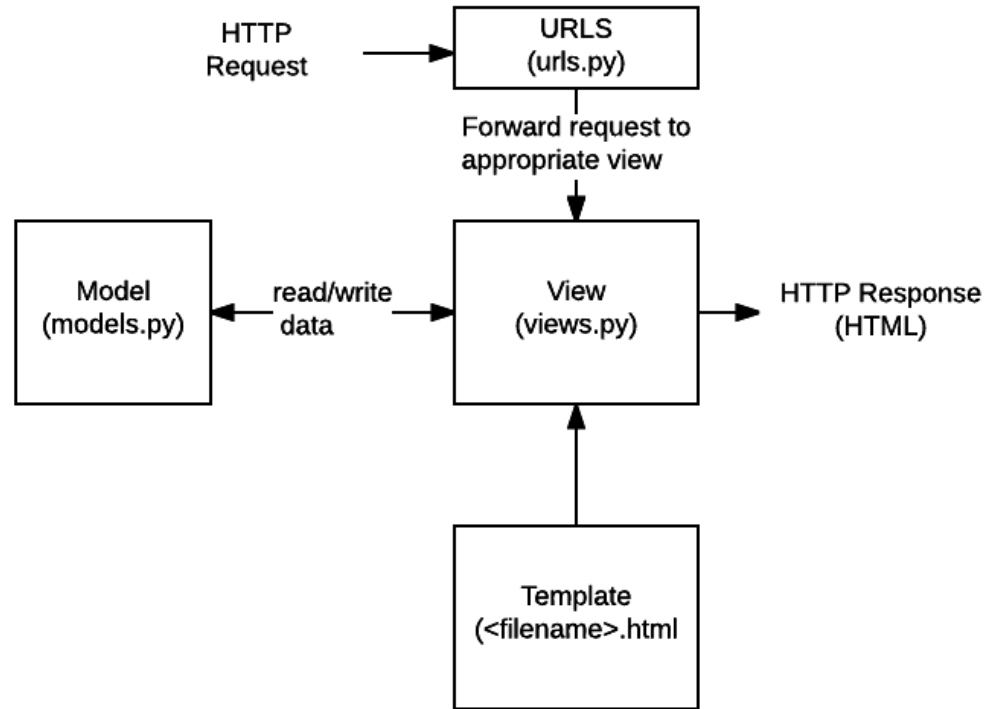 HTTP
Request
URLS
(urls.py)
Forward request to
appropriate view
Model
(models.py)
read/write
data
View
(views.py)
HTTP Response
(HTML)
Template
(<filename>.html